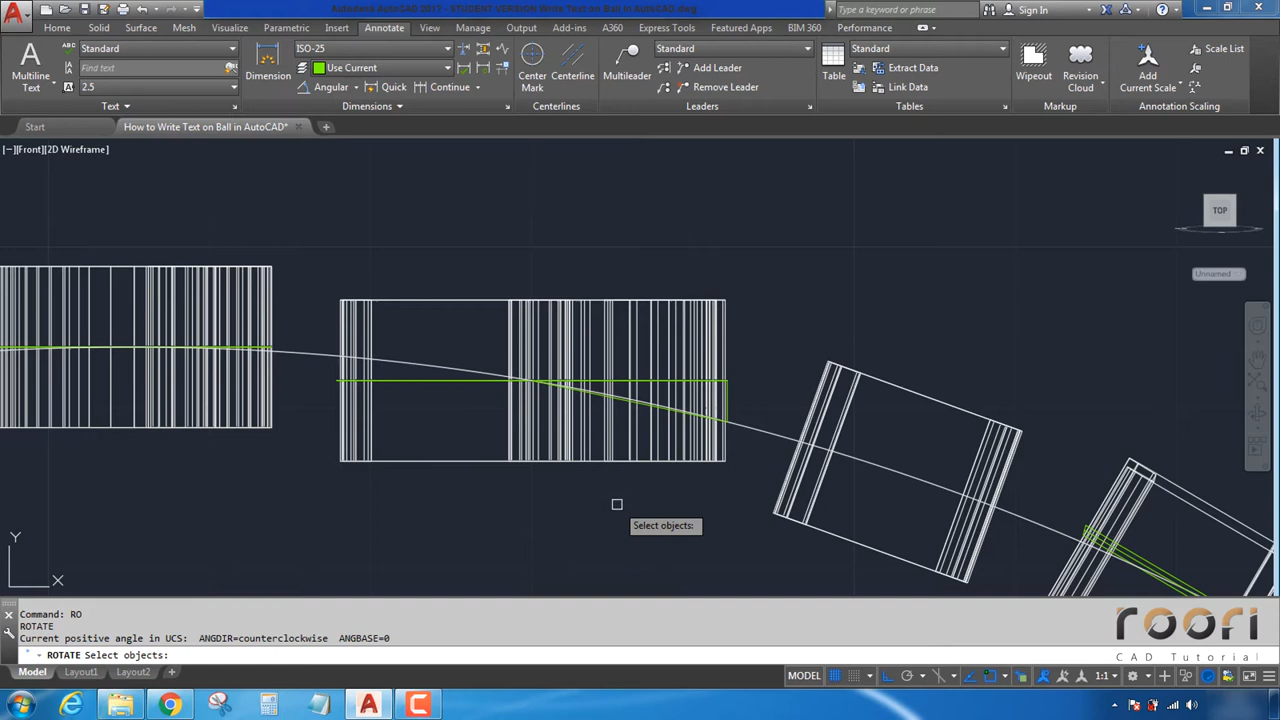 Autodesk AutoCAD 2017 - STUDENT VERSION Write Text on Ball in AutoCAD.dwg
Type a keyword or phrase
Sign In
Home Solid Surface Mesh Visualize Parametric Insert Annotate View Manage Output Add-ins A360 Express Tools Featured Apps BIM 360 Performance
Multiline Text
ABC
Standard
Find text
2.5
Dimension
ISO-25
Use Current
Angular
Quick
Continue
Center Mark
Centerline
Multileader
Standard
Add Leader
Remove Leader
Table
Standard
Extract Data
Link Data
Wipeout
Revision Cloud
Add Current Scale
Scale List
Text
Dimensions
Centerlines
Leaders
Tables
Markup
Annotation Scaling
Start
How to Write Text on Ball in AutoCAD*
[−][Front][2D Wireframe]
TOP
Unnamed
Select objects:
Y
X
Command: RO
ROTATE
Current positive angle in UCS: ANGDIR=counterclockwise ANGBASE=0
ROTATE Select objects:
roofi
CAD Tutorial
Model Layout1 Layout2
MODEL
1:1